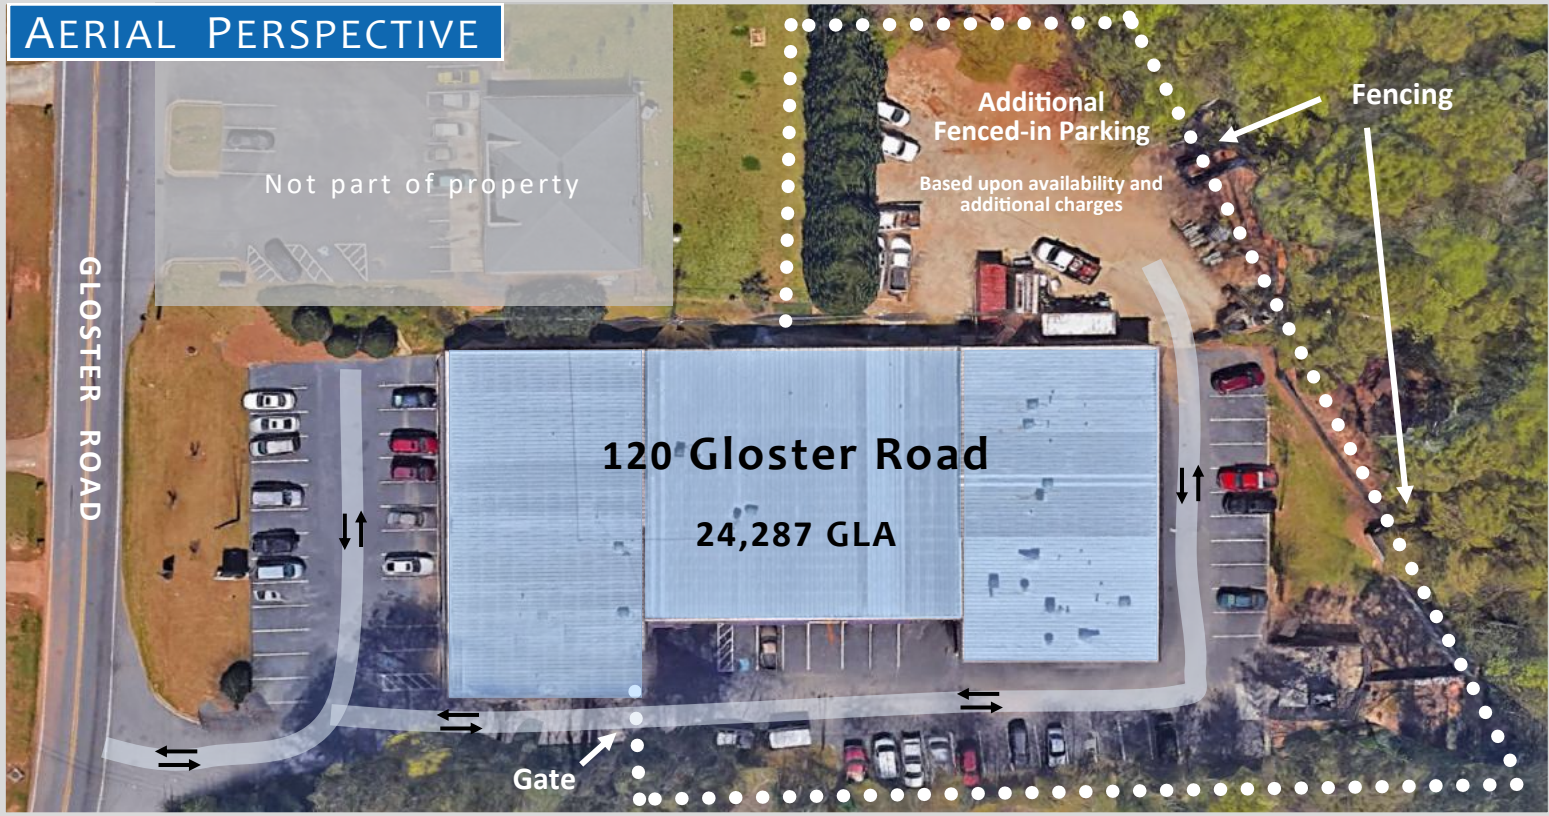 AERIAL PERSPECTIVE
Not part of property
Additional
Fenced-in Parking
Based upon availability and
additional charges
Fencing
GLOSTER ROAD
120 Gloster Road
24,287 GLA
Gate